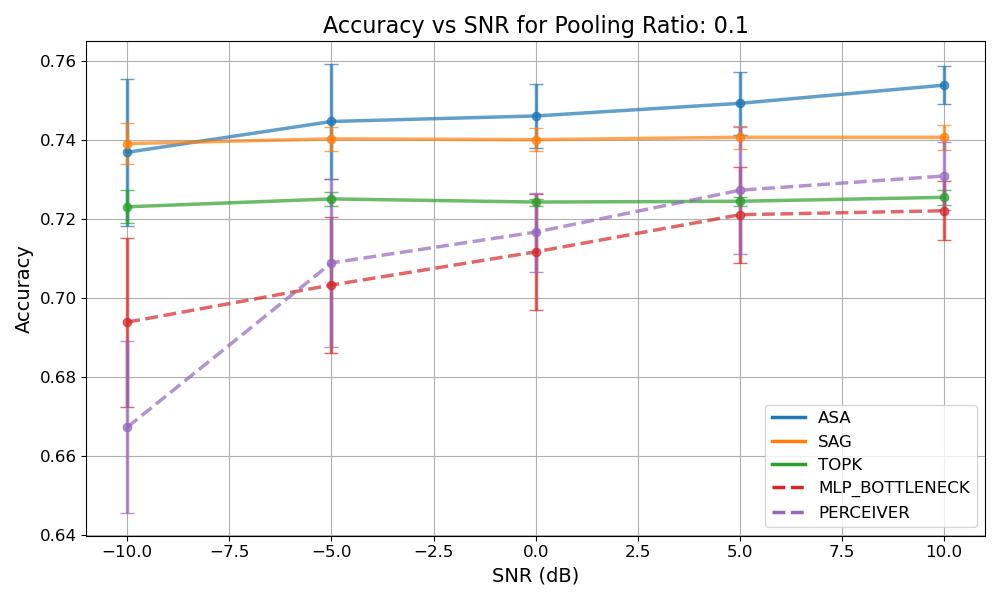 Accuracy vs SNR for Pooling Ratio: 0.1
Accuracy
0.76
0.74
0.72
0.70
0.68
0.66
0.64
−10.0 −7.5 −5.0 −2.5 0.0 2.5 5.0 7.5 10.0
SNR (dB)
ASA
SAG
TOPK
MLP_BOTTLENECK
PERCEIVER